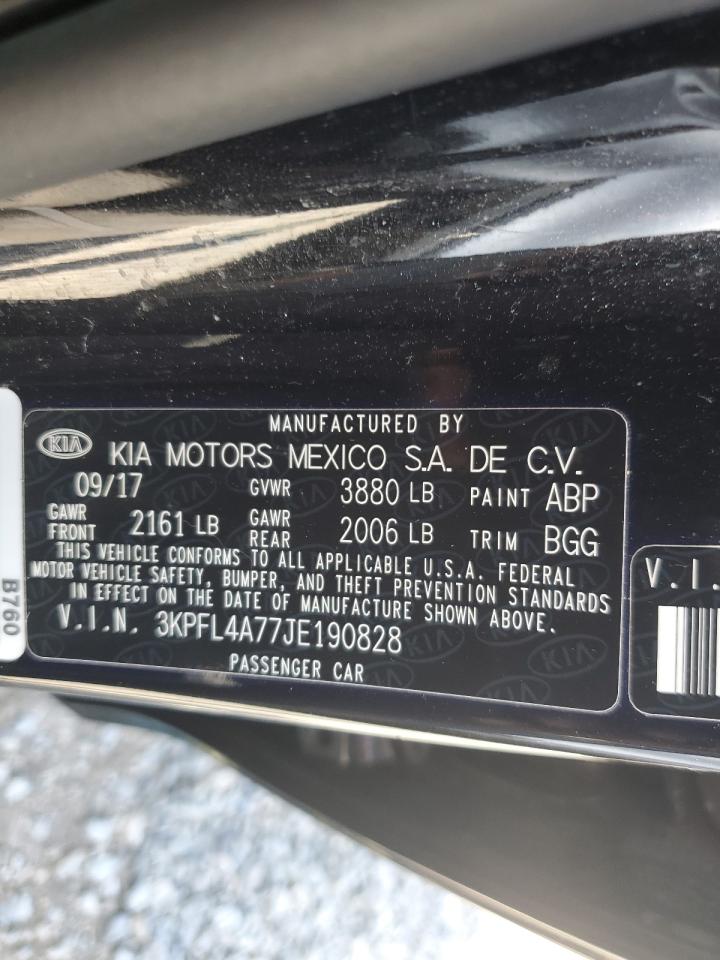 MANUFACTURED BY
KIA KIA MOTORS MEXICO S.A. DE C.V.
09/17 GVWR 3880 LB PAINT ABP
GAWR FRONT 2161 LB GAWR REAR 2006 LB TRIM BGG
THIS VEHICLE CONFORMS TO ALL APPLICABLE U.S.A. FEDERAL
MOTOR VEHICLE SAFETY, BUMPER, AND THEFT PREVENTION STANDARDS
IN EFFECT ON THE DATE OF MANUFACTURE SHOWN ABOVE.
V.I.N. 3KPFL4A77JE190828
PASSENGER CAR
B760
V.I.